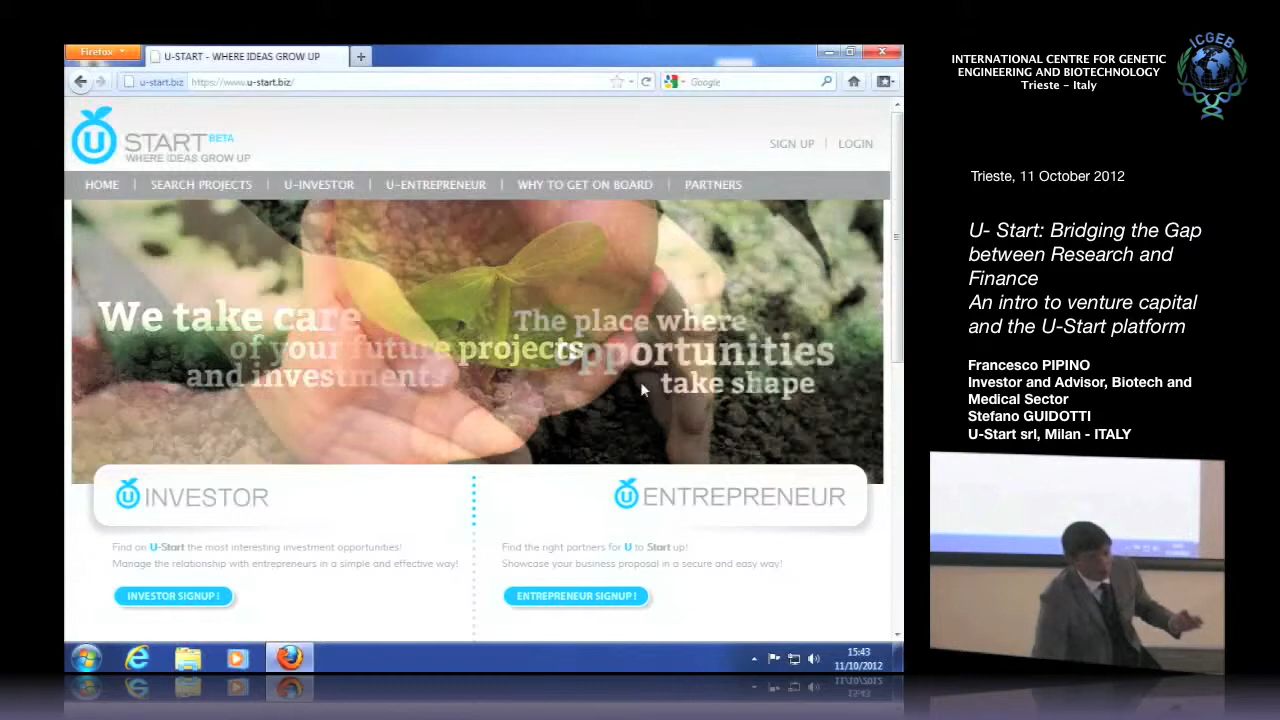 Firefox
U-START - WHERE IDEAS GROW UP
u-start.biz
https://www.u-start.biz/
Google
U
START BETA
WHERE IDEAS GROW UP
SIGN UP | LOGIN
HOME | SEARCH PROJECTS | U-INVESTOR | U-ENTREPRENEUR | WHY TO GET ON BOARD | PARTNERS
We take care
of your future projects
and investments
The place where
opportunities
take shape
U INVESTOR
U ENTREPRENEUR
Find on U-Start the most interesting investment opportunities!
Manage the relationship with entrepreneurs in a simple and effective way!
INVESTOR SIGNUP !
Find the right partners for U to Start up!
Showcase your business proposal in a secure and easy way!
ENTREPRENEUR SIGNUP !
15:43
11/10/2012
INTERNATIONAL CENTRE FOR GENETIC
ENGINEERING AND BIOTECHNOLOGY
Trieste - Italy
ICGEB
Trieste, 11 October 2012
U- Start: Bridging the Gap
between Research and
Finance
An intro to venture capital
and the U-Start platform
Francesco PIPINO
Investor and Advisor, Biotech and
Medical Sector
Stefano GUIDOTTI
U-Start srl, Milan - ITALY